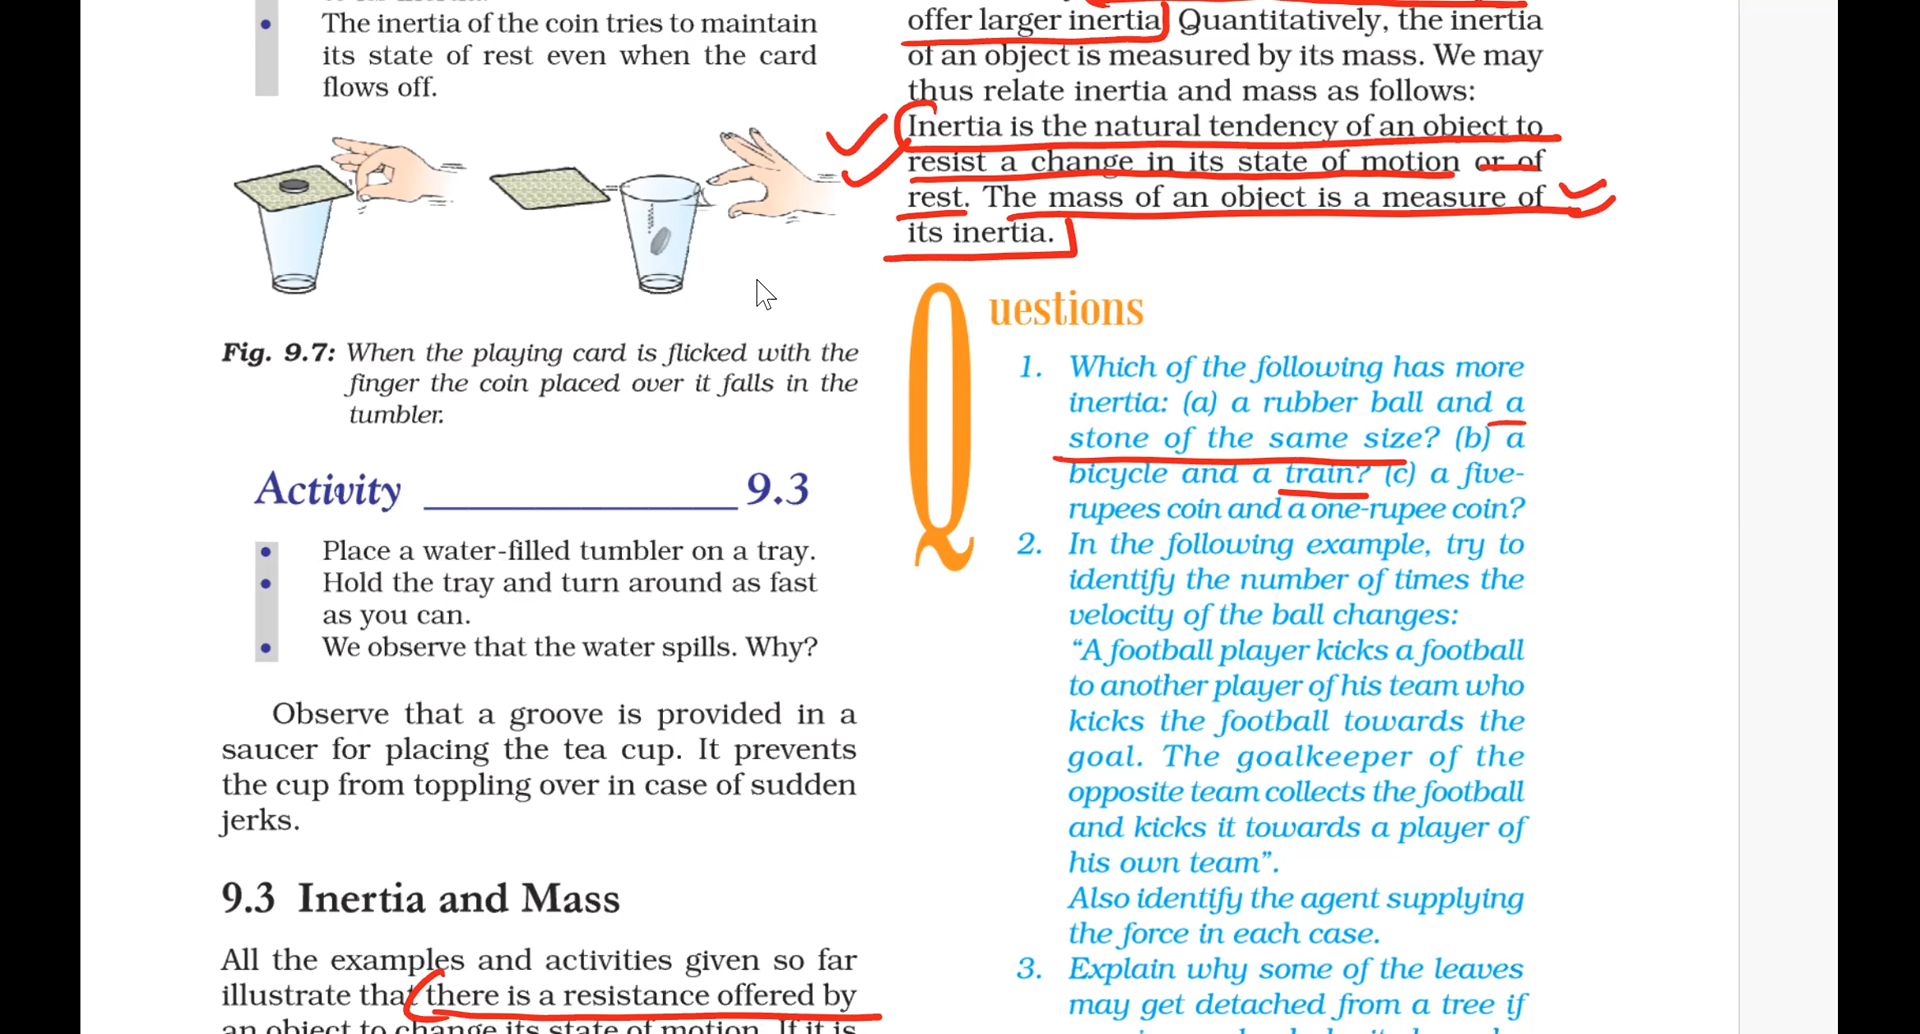 The inertia of the coin tries to maintain
its state of rest even when the card
flows off.
Fig. 9.7: When the playing card is flicked with the
finger the coin placed over it falls in the
tumbler.
Activity ____________ 9.3
• Place a water-filled tumbler on a tray.
• Hold the tray and turn around as fast
as you can.
• We observe that the water spills. Why?
Observe that a groove is provided in a
saucer for placing the tea cup. It prevents
the cup from toppling over in case of sudden
jerks.
9.3 Inertia and Mass
All the examples and activities given so far
illustrate that there is a resistance offered by
an object to change its state of motion. If it is
offer larger inertia. Quantitatively, the inertia
of an object is measured by its mass. We may
thus relate inertia and mass as follows:
Inertia is the natural tendency of an object to
resist a change in its state of motion or of
rest. The mass of an object is a measure of
its inertia.
Questions
1. Which of the following has more
inertia: (a) a rubber ball and a
stone of the same size? (b) a
bicycle and a train? (c) a five-
rupees coin and a one-rupee coin?
2. In the following example, try to
identify the number of times the
velocity of the ball changes:
“A football player kicks a football
to another player of his team who
kicks the football towards the
goal. The goalkeeper of the
opposite team collects the football
and kicks it towards a player of
his own team”.
Also identify the agent supplying
the force in each case.
3. Explain why some of the leaves
may get detached from a tree if